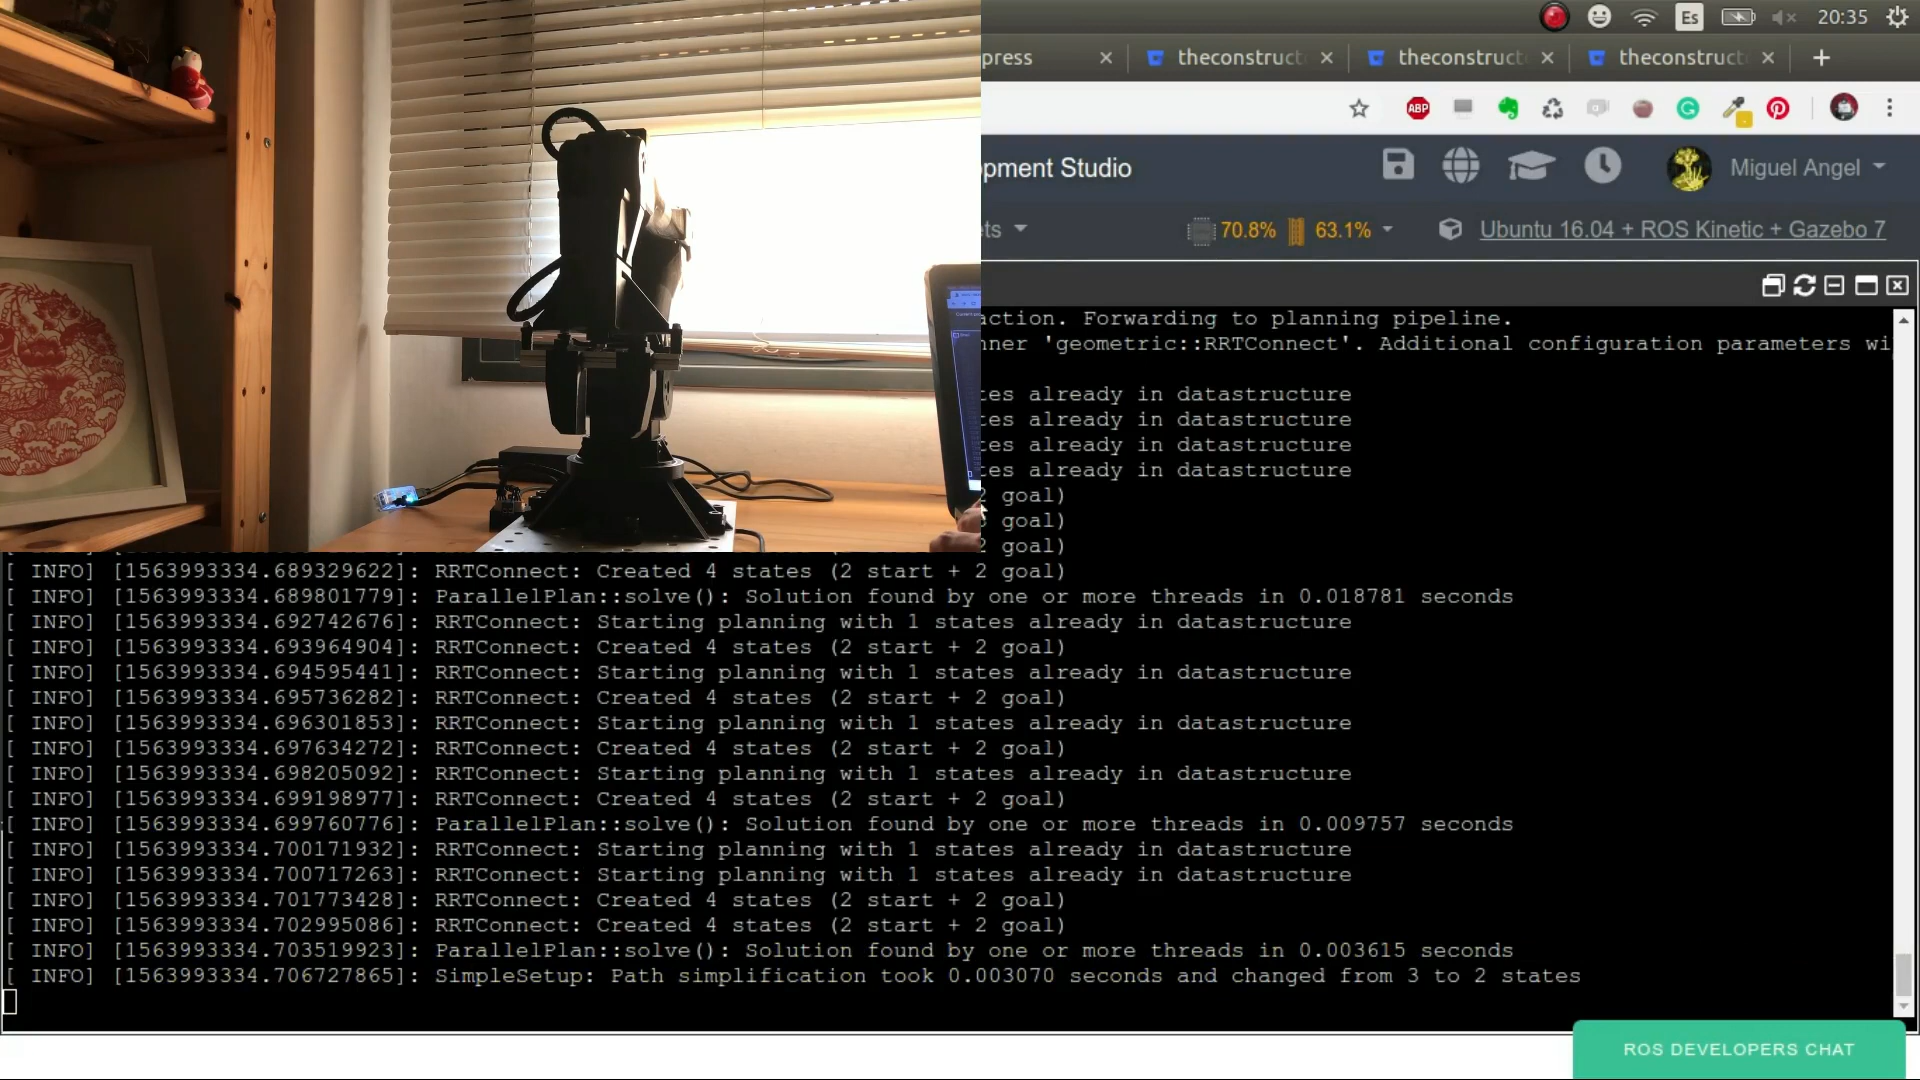 Es
20:35
press
theconstruct
theconstruct
theconstruct
ABP
pment Studio
Miguel Angel
ets
70.8%
63.1%
Ubuntu 16.04 + ROS Kinetic + Gazebo 7
action. Forwarding to planning pipeline.
nner 'geometric::RRTConnect'. Additional configuration parameters wi
tes already in datastructure
tes already in datastructure
tes already in datastructure
tes already in datastructure
2 goal)
goal)
goal)
[ INFO] [1563993334.689329622]: RRTConnect: Created 4 states (2 start + 2 goal)
[ INFO] [1563993334.689801779]: ParallelPlan::solve(): Solution found by one or more threads in 0.018781 seconds
[ INFO] [1563993334.692742676]: RRTConnect: Starting planning with 1 states already in datastructure
[ INFO] [1563993334.693964904]: RRTConnect: Created 4 states (2 start + 2 goal)
[ INFO] [1563993334.694595441]: RRTConnect: Starting planning with 1 states already in datastructure
[ INFO] [1563993334.695736282]: RRTConnect: Created 4 states (2 start + 2 goal)
[ INFO] [1563993334.696301853]: RRTConnect: Starting planning with 1 states already in datastructure
[ INFO] [1563993334.697634272]: RRTConnect: Created 4 states (2 start + 2 goal)
[ INFO] [1563993334.698205092]: RRTConnect: Starting planning with 1 states already in datastructure
[ INFO] [1563993334.699198977]: RRTConnect: Created 4 states (2 start + 2 goal)
[ INFO] [1563993334.699760776]: ParallelPlan::solve(): Solution found by one or more threads in 0.009757 seconds
[ INFO] [1563993334.700171932]: RRTConnect: Starting planning with 1 states already in datastructure
[ INFO] [1563993334.700717263]: RRTConnect: Starting planning with 1 states already in datastructure
[ INFO] [1563993334.701773428]: RRTConnect: Created 4 states (2 start + 2 goal)
[ INFO] [1563993334.702995086]: RRTConnect: Created 4 states (2 start + 2 goal)
[ INFO] [1563993334.703519923]: ParallelPlan::solve(): Solution found by one or more threads in 0.003615 seconds
[ INFO] [1563993334.706727865]: SimpleSetup: Path simplification took 0.003070 seconds and changed from 3 to 2 states
ROS DEVELOPERS CHAT